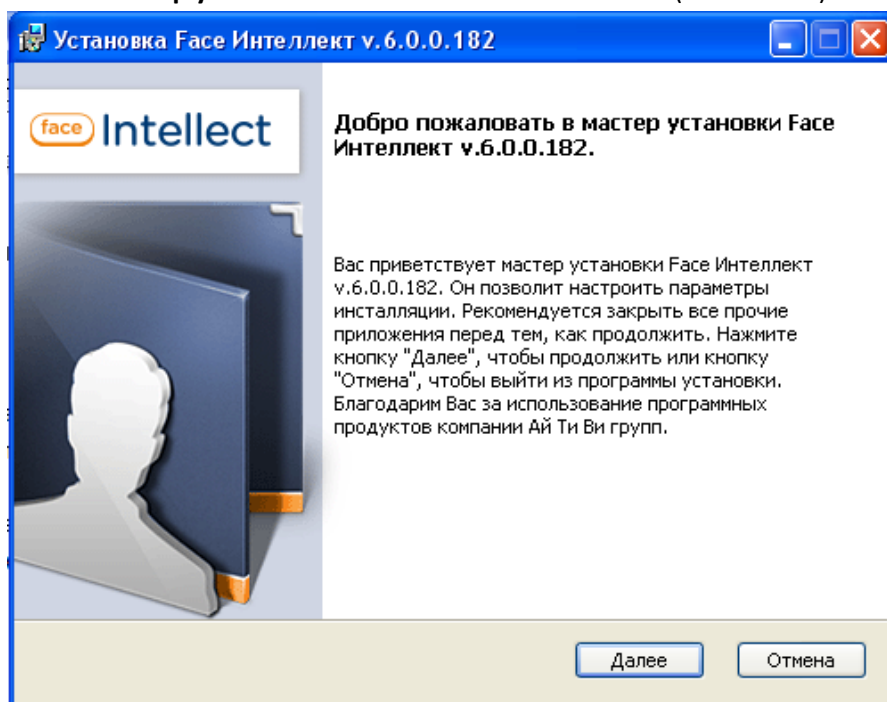 Установка Face Интеллект v.6.0.0.182
face Intellect
Добро пожаловать в мастер установки Face
Интеллект v.6.0.0.182.
Вас приветствует мастер установки Face Интеллект
v.6.0.0.182. Он позволит настроить параметры
инсталляции. Рекомендуется закрыть все прочие
приложения перед тем, как продолжить. Нажмите
кнопку "Далее", чтобы продолжить или кнопку
"Отмена", чтобы выйти из программы установки.
Благодарим Вас за использование программных
продуктов компании Ай Ти Ви групп.
Далее Отмена